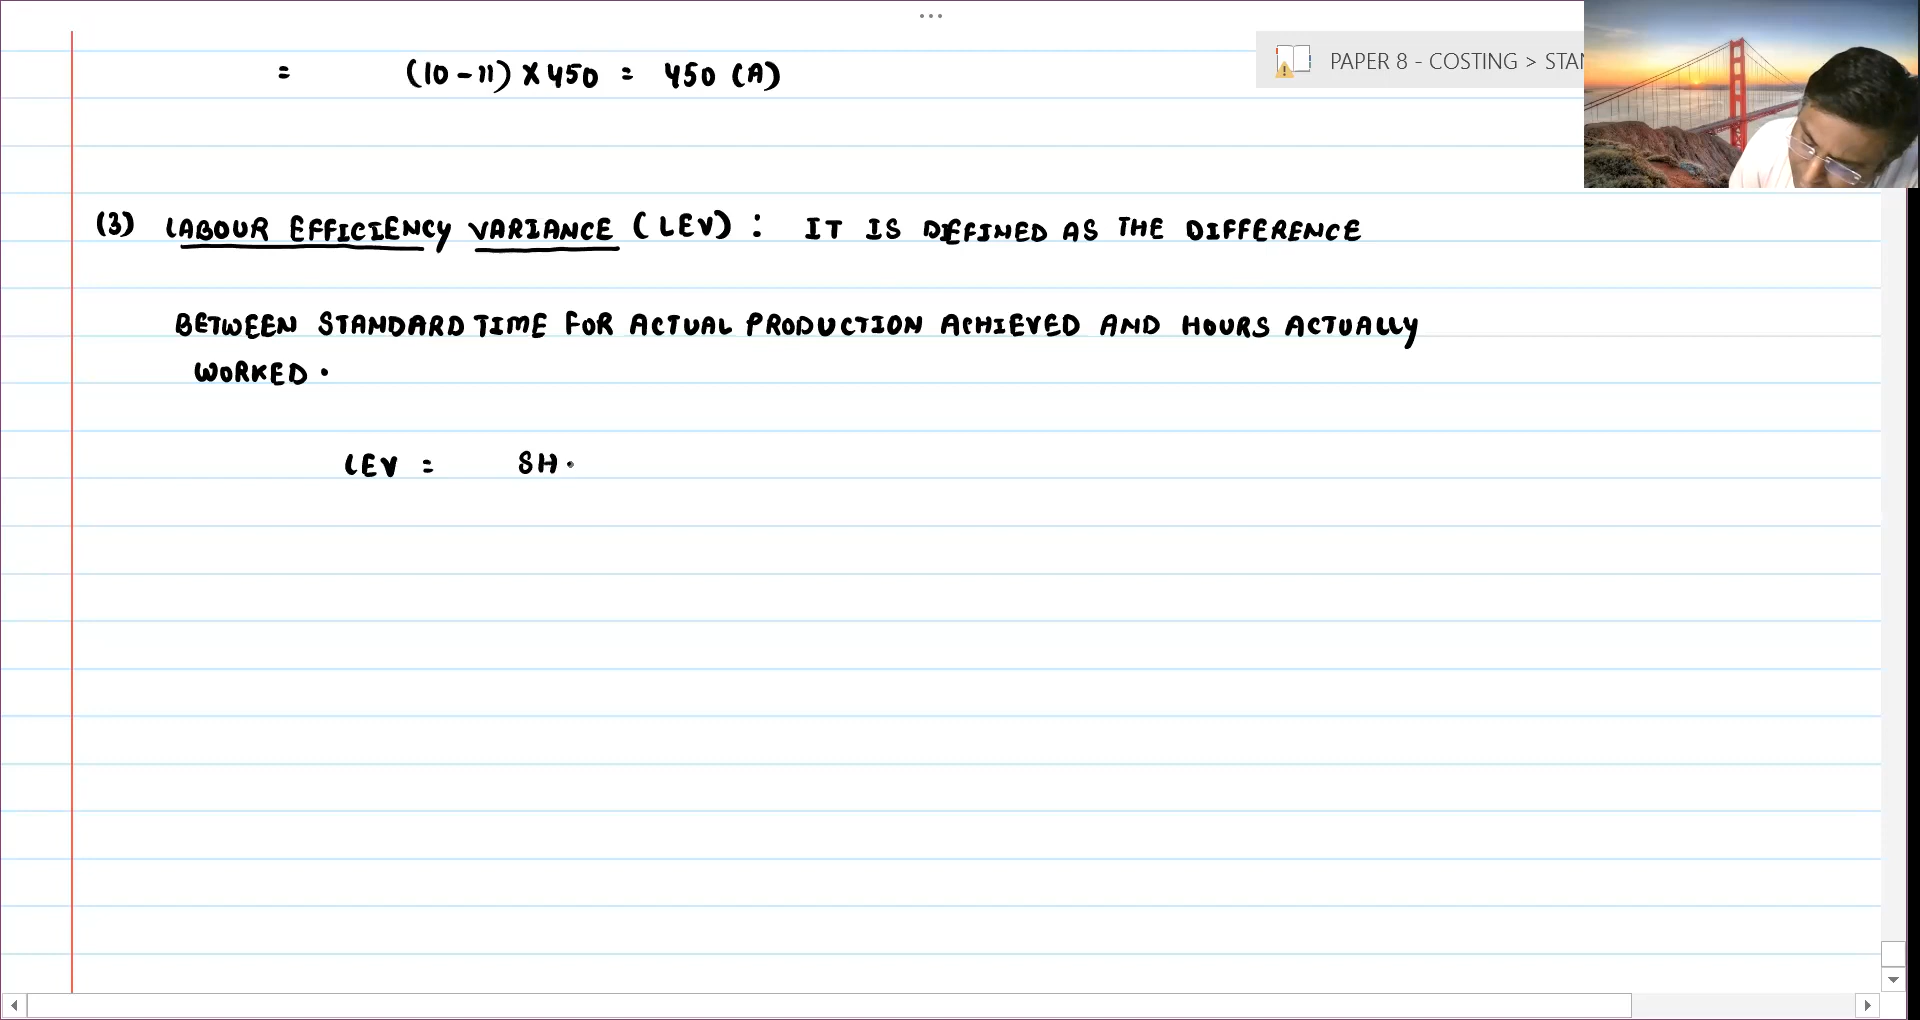 = (10-11) X 450 = 450 (A)
PAPER 8 - COSTING > STAN
(3) LABOUR EFFICIENCY VARIANCE (LEV) : IT IS DEFINED AS THE DIFFERENCE
BETWEEN STANDARD TIME FOR ACTUAL PRODUCTION ACHIEVED AND HOURS ACTUALLY
WORKED.
LEV = SH.